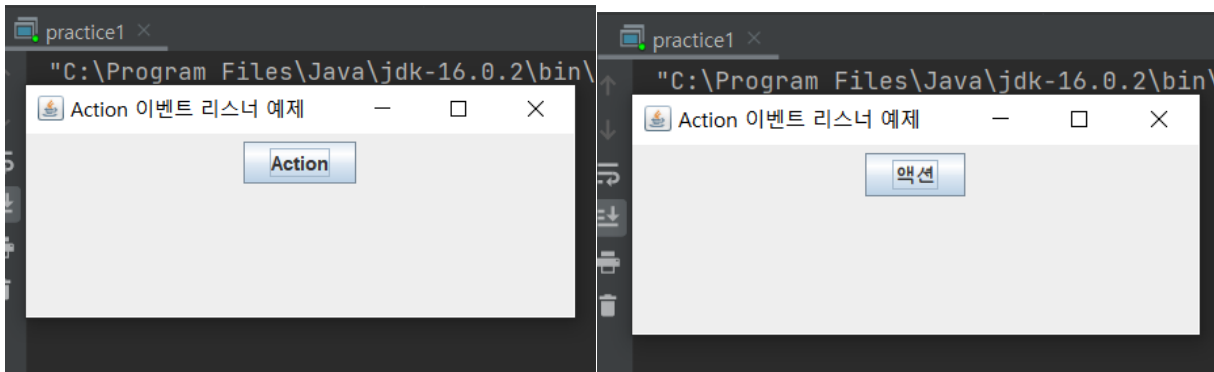 practice1
"C:\Program Files\Java\jdk-16.0.2\bin\
Action 이벤트 리스너 예제
Action
practice1
"C:\Program Files\Java\jdk-16.0.2\bin\
Action 이벤트 리스너 예제
액션